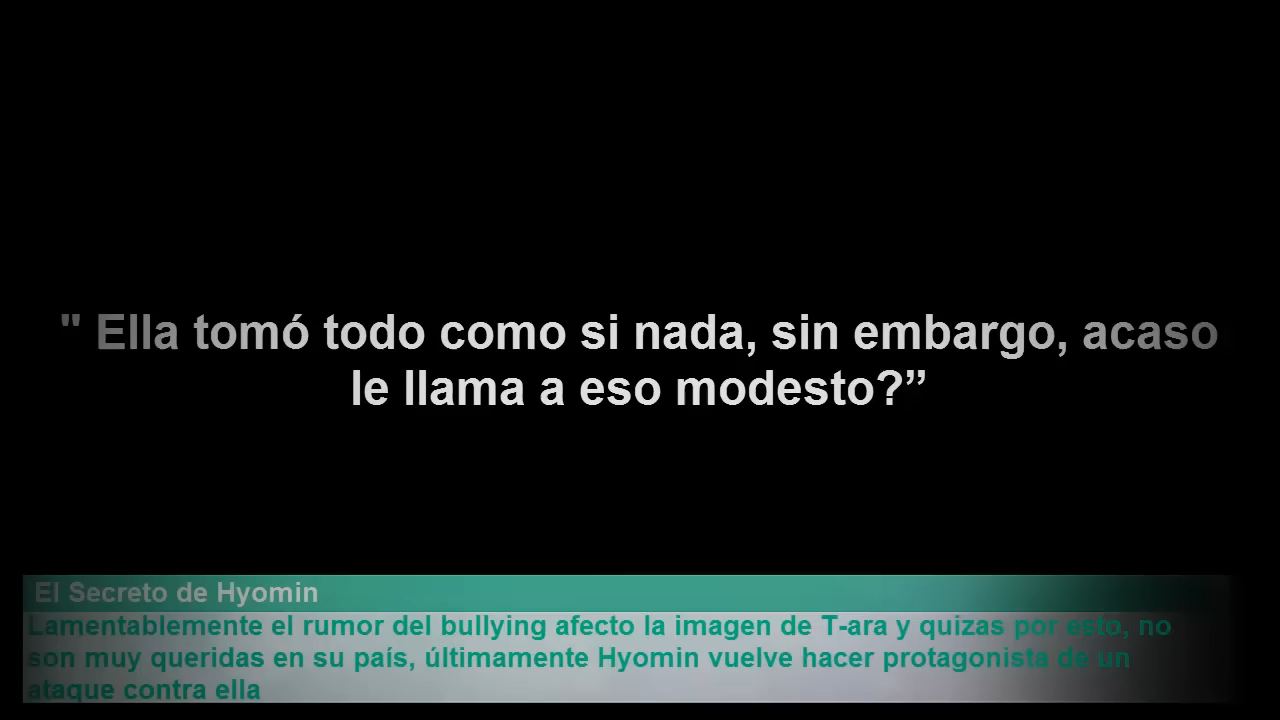 " Ella tomó todo como si nada, sin embargo, acaso
le llama a eso modesto?”
El Secreto de Hyomin
Lamentablemente el rumor del bullying afecto la imagen de T-ara y quizas por esto, no
son muy queridas en su país, últimamente Hyomin vuelve hacer protagonista de un
ataque contra ella